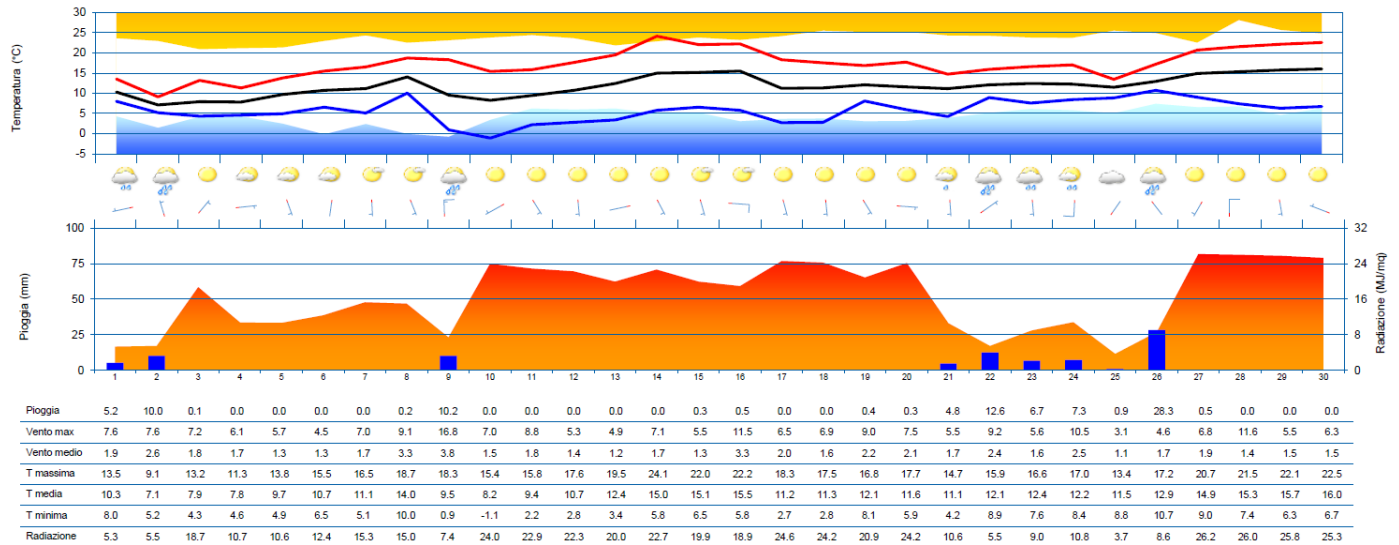 30
25
20
15
10
5
0
-5
Temperatura (°C)
100
75
50
25
0
Pioggia (mm)
32
24
16
8
0
Radiazione (MJ/mq)
1 2 3 4 5 6 7 8 9 10 11 12 13 14 15 16 17 18 19 20 21 22 23 24 25 26 27 28 29 30
Pioggia 5.2 10.0 0.1 0.0 0.0 0.0 0.0 0.2 10.2 0.0 0.0 0.0 0.0 0.0 0.3 0.5 0.0 0.0 0.4 0.3 4.8 12.6 6.7 7.3 0.9 28.3 0.5 0.0 0.0 0.0
Vento max 7.6 7.6 7.2 6.1 5.7 4.5 7.0 9.1 16.8 7.0 8.8 5.3 4.9 7.1 5.5 11.5 6.5 6.9 9.0 7.5 5.5 9.2 5.6 10.5 3.1 4.6 6.8 11.6 5.5 6.3
Vento medio 1.9 2.6 1.8 1.7 1.3 1.3 1.7 3.3 3.8 1.5 1.8 1.4 1.2 1.7 1.3 3.3 2.0 1.6 2.2 2.1 1.7 2.4 1.6 2.5 1.1 1.7 1.9 1.4 1.5 1.5
T massima 13.5 9.1 13.2 11.3 13.8 15.5 16.5 18.7 18.3 15.4 15.8 17.6 19.5 24.1 22.0 22.2 18.3 17.5 16.8 17.7 14.7 15.9 16.6 17.0 13.4 17.2 20.7 21.5 22.1 22.5
T media 10.3 7.1 7.9 7.8 9.7 10.7 11.1 14.0 9.5 8.2 9.4 10.7 12.4 15.0 15.1 15.5 11.2 11.3 12.1 11.6 11.1 12.1 12.4 12.2 11.5 12.9 14.9 15.3 15.7 16.0
T minima 8.0 5.2 4.3 4.6 4.9 6.5 5.1 10.0 0.9 -1.1 2.2 2.8 3.4 5.8 6.5 5.8 2.7 2.8 8.1 5.9 4.2 8.9 7.6 8.4 8.8 10.7 9.0 7.4 6.3 6.7
Radiazione 5.3 5.5 18.7 10.7 10.6 12.4 15.3 15.0 7.4 24.0 22.9 22.3 20.0 22.7 19.9 18.9 24.6 24.2 20.9 24.2 10.6 5.5 9.0 10.8 3.7 8.6 26.2 26.0 25.8 25.3